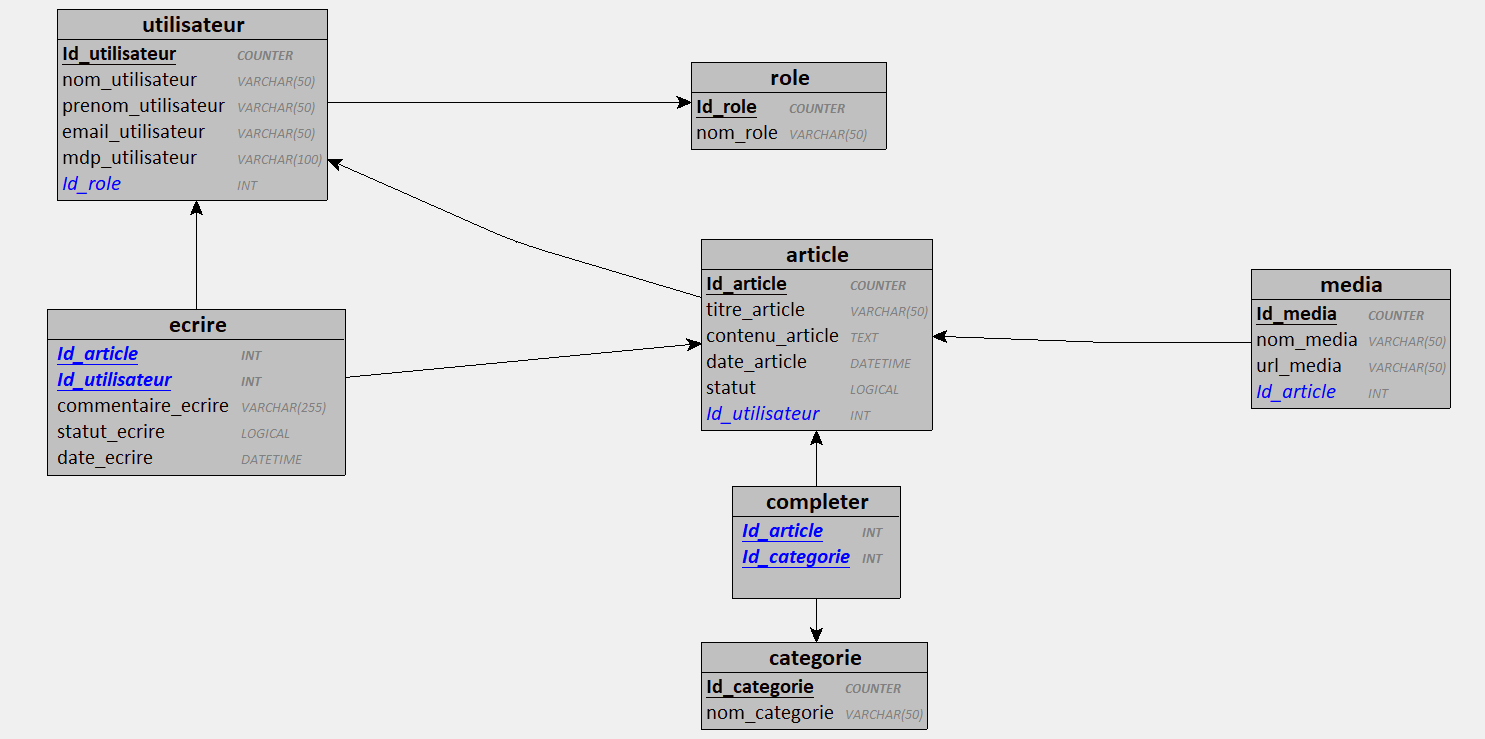 utilisateur
Id_utilisateur COUNTER
nom_utilisateur VARCHAR(50)
prenom_utilisateur VARCHAR(50)
email_utilisateur VARCHAR(50)
mdp_utilisateur VARCHAR(100)
Id_role INT
role
Id_role COUNTER
nom_role VARCHAR(50)
ecrire
Id_article INT
Id_utilisateur INT
commentaire_ecrire VARCHAR(255)
statut_ecrire LOGICAL
date_ecrire DATETIME
article
Id_article COUNTER
titre_article VARCHAR(50)
contenu_article TEXT
date_article DATETIME
statut LOGICAL
Id_utilisateur INT
media
Id_media COUNTER
nom_media VARCHAR(50)
url_media VARCHAR(50)
Id_article INT
completer
Id_article INT
Id_categorie INT
categorie
Id_categorie COUNTER
nom_categorie VARCHAR(50)